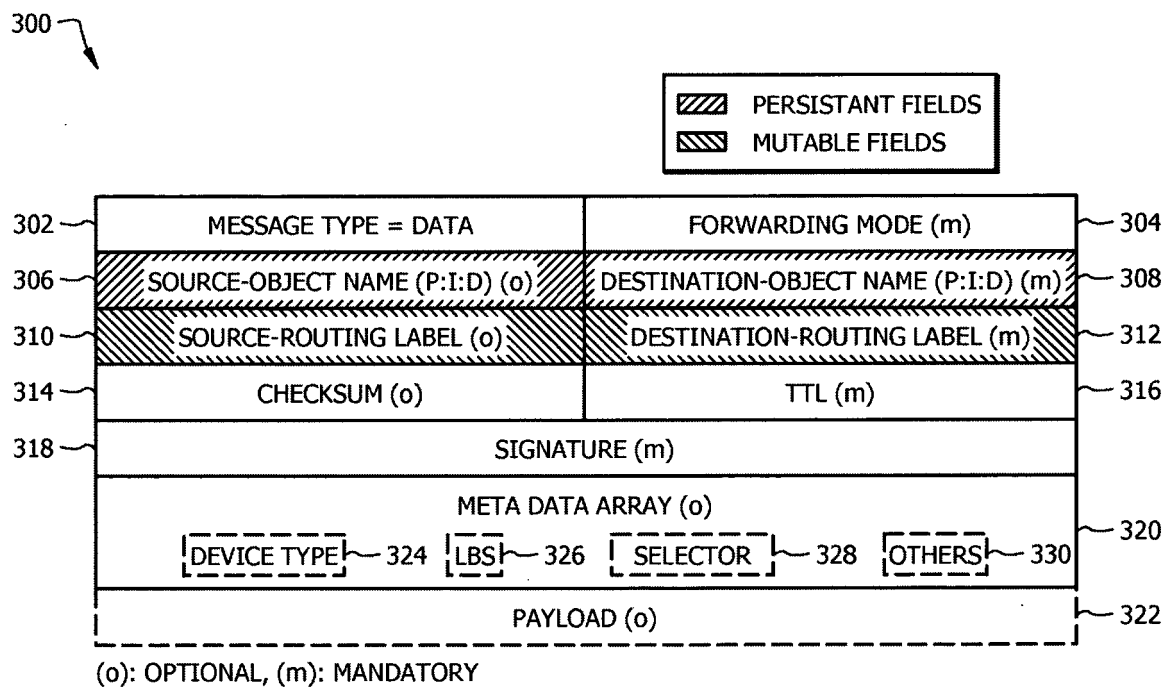 300
PERSISTANT FIELDS
MUTABLE FIELDS
302 MESSAGE TYPE = DATA FORWARDING MODE (m) 304
306 SOURCE-OBJECT NAME (P:I:D) (o) DESTINATION-OBJECT NAME (P:I:D) (m) 308
310 SOURCE-ROUTING LABEL (o) DESTINATION-ROUTING LABEL (m) 312
314 CHECKSUM (o) TTL (m) 316
318 SIGNATURE (m)
META DATA ARRAY (o)
320
DEVICE TYPE 324 LBS 326 SELECTOR 328 OTHERS 330
PAYLOAD (o) 322
(o): OPTIONAL, (m): MANDATORY